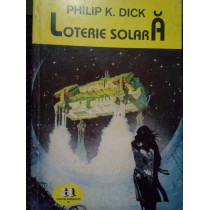 PHILIP K. DICK
LOTERIE SOLARĂ